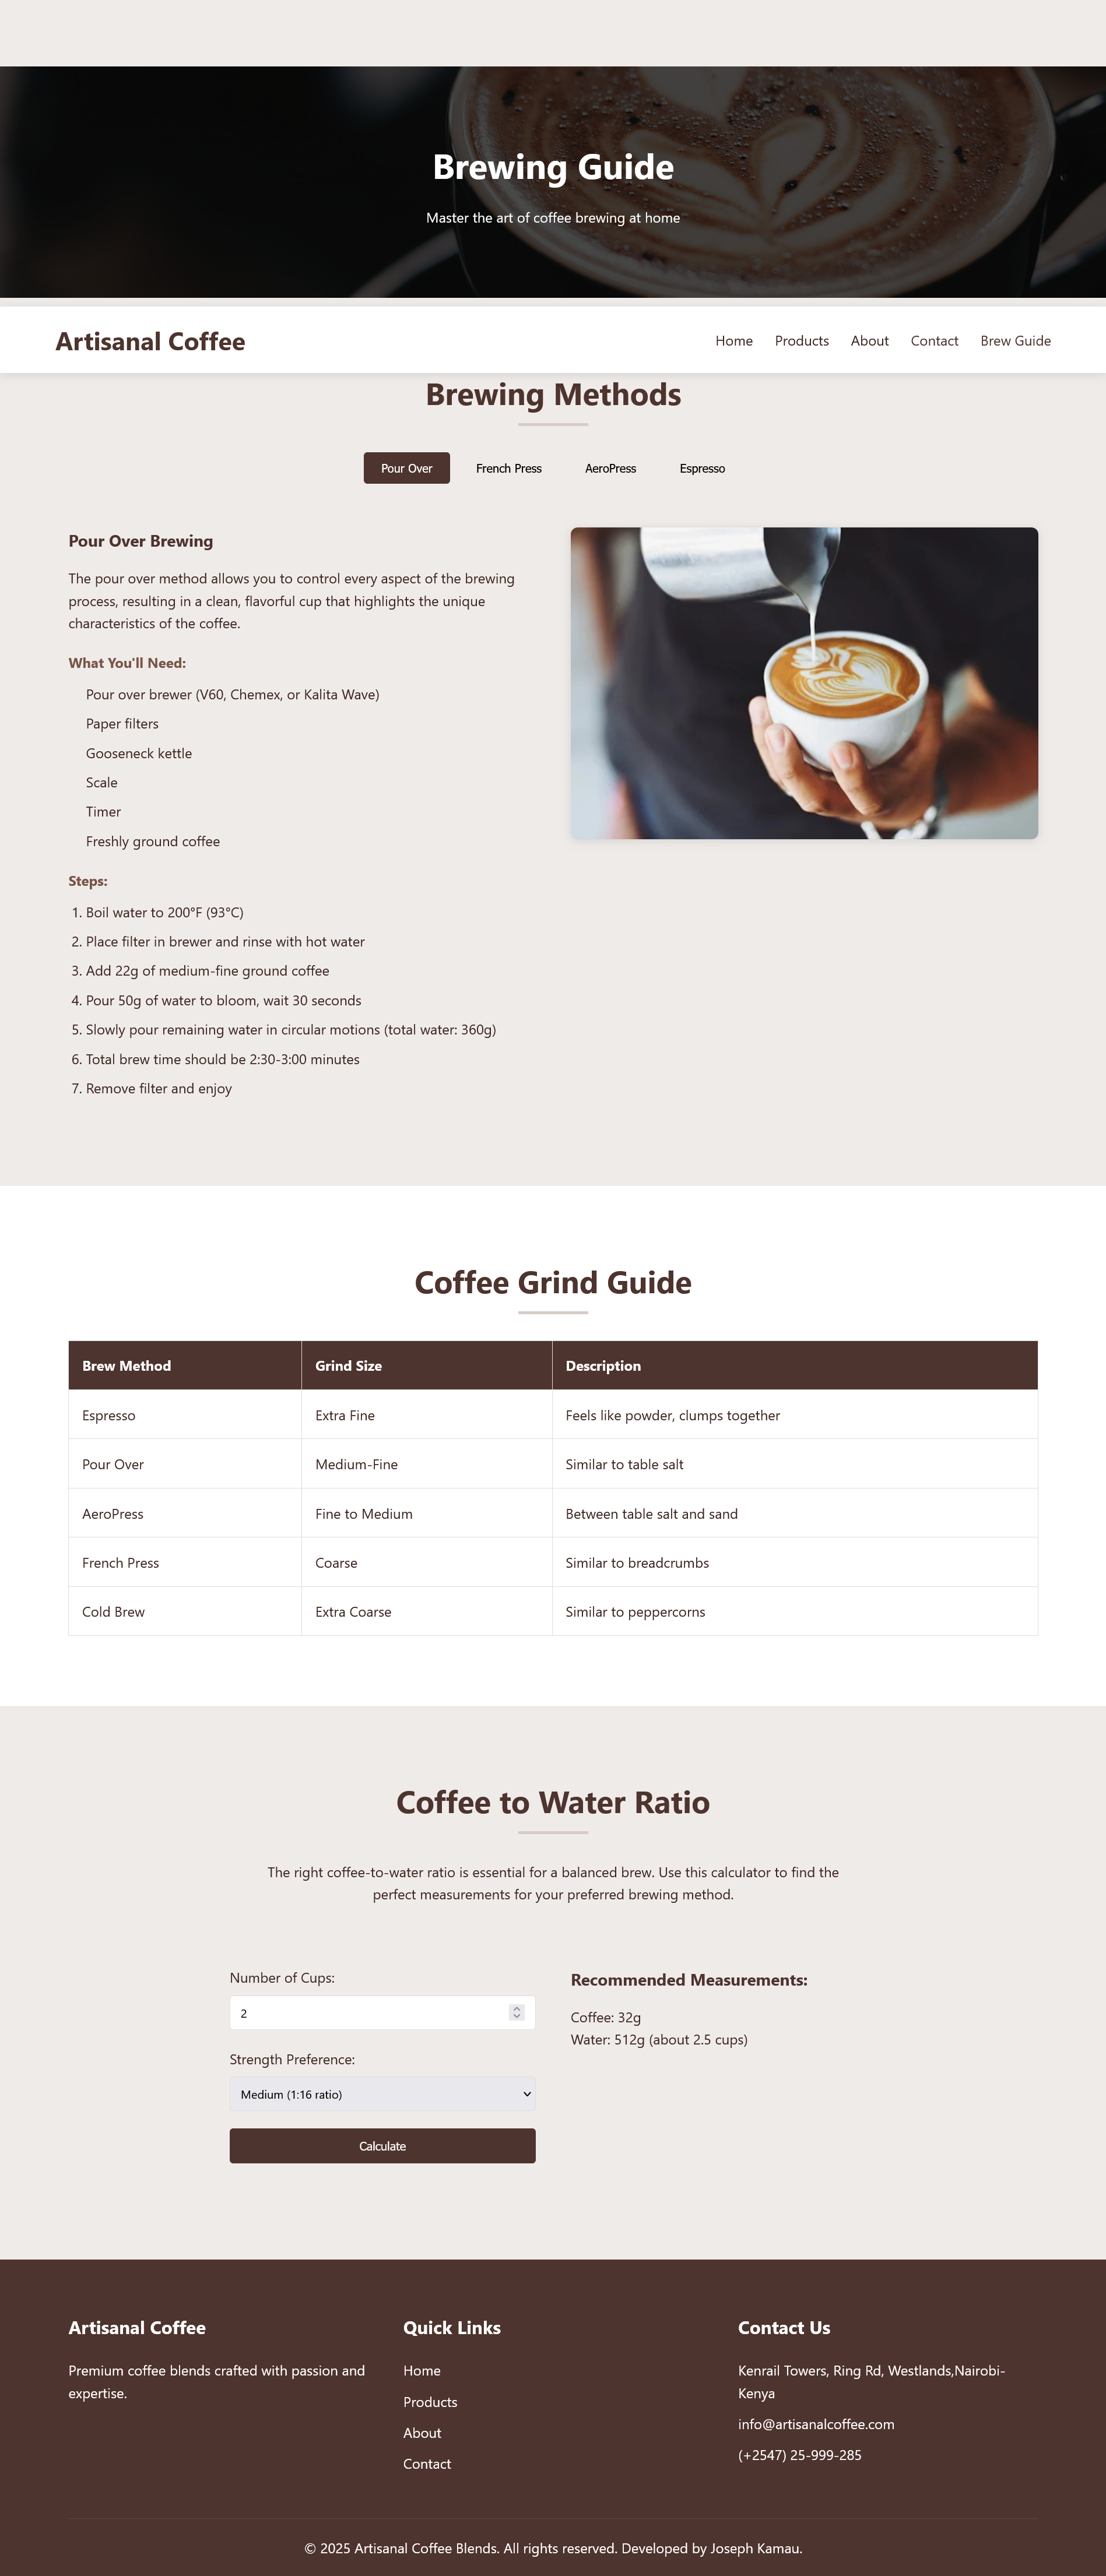 Brewing Guide
Master the art of coffee brewing at home
Artisanal Coffee
Home
Products
About
Contact
Brew Guide
Brewing Methods
Pour Over
French Press
AeroPress
Espresso
Pour Over Brewing
The pour over method allows you to control every aspect of the brewing
process, resulting in a clean, flavorful cup that highlights the unique
characteristics of the coffee.
What You'll Need:
Pour over brewer (V60, Chemex, or Kalita Wave)
Paper filters
Gooseneck kettle
Scale
Timer
Freshly ground coffee
Steps:
1. Boil water to 200°F (93°C)
2. Place filter in brewer and rinse with hot water
3. Add 22g of medium-fine ground coffee
4. Pour 50g of water to bloom, wait 30 seconds
5. Slowly pour remaining water in circular motions (total water: 360g)
6. Total brew time should be 2:30-3:00 minutes
7. Remove filter and enjoy
Coffee Grind Guide
Brew Method Grind Size Description
Espresso Extra Fine Feels like powder, clumps together
Pour Over Medium-Fine Similar to table salt
AeroPress Fine to Medium Between table salt and sand
French Press Coarse Similar to breadcrumbs
Cold Brew Extra Coarse Similar to peppercorns
Coffee to Water Ratio
The right coffee-to-water ratio is essential for a balanced brew. Use this calculator to find the
perfect measurements for your preferred brewing method.
Number of Cups:
2
Strength Preference:
Medium (1:16 ratio)
Calculate
Recommended Measurements:
Coffee: 32g
Water: 512g (about 2.5 cups)
Artisanal Coffee
Premium coffee blends crafted with passion and
expertise.
Quick Links
Home
Products
About
Contact
Contact Us
Kenrail Towers, Ring Rd, Westlands,Nairobi-
Kenya
info@artisanalcoffee.com
(+2547) 25-999-285
© 2025 Artisanal Coffee Blends. All rights reserved. Developed by Joseph Kamau.